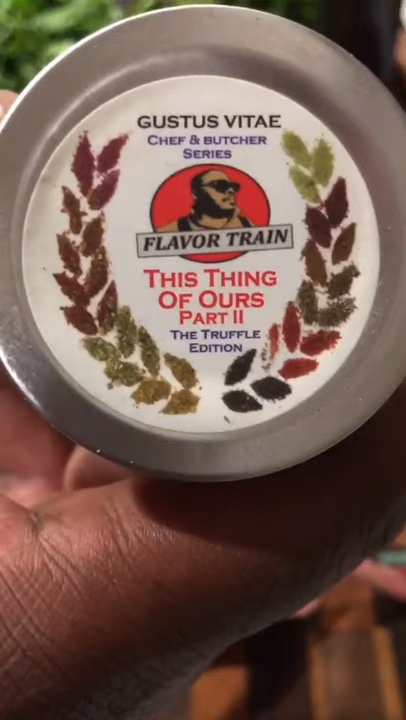 GUSTUS VITAE
CHEF & BUTCHER
SERIES
FLAVOR TRAIN
THIS THING
OF OURS
PART II
THE TRUFFLE
EDITION